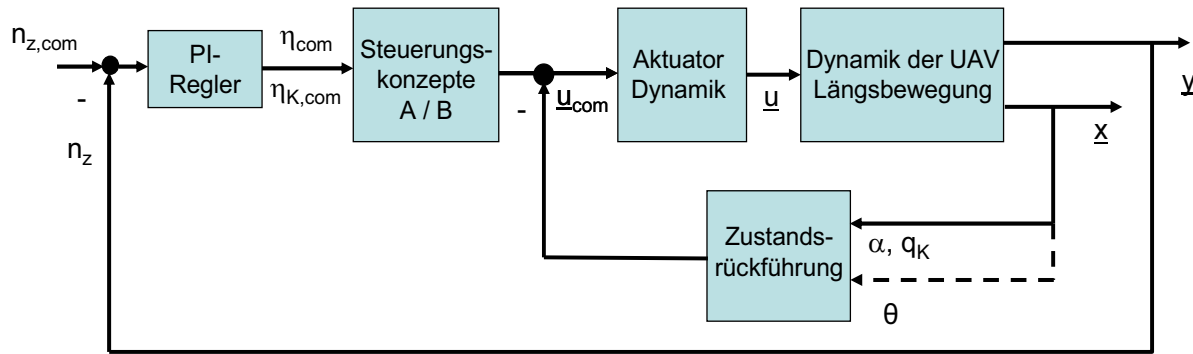 n_z,com
-
n_z
PI-
Regler
η_com
η_K,com
Steuerungs-
konzepte
A / B
-
u_com
Aktuator
Dynamik
u
Dynamik der UAV
Längsbewegung
y
x
Zustands-
rückführung
α, q_K
θ